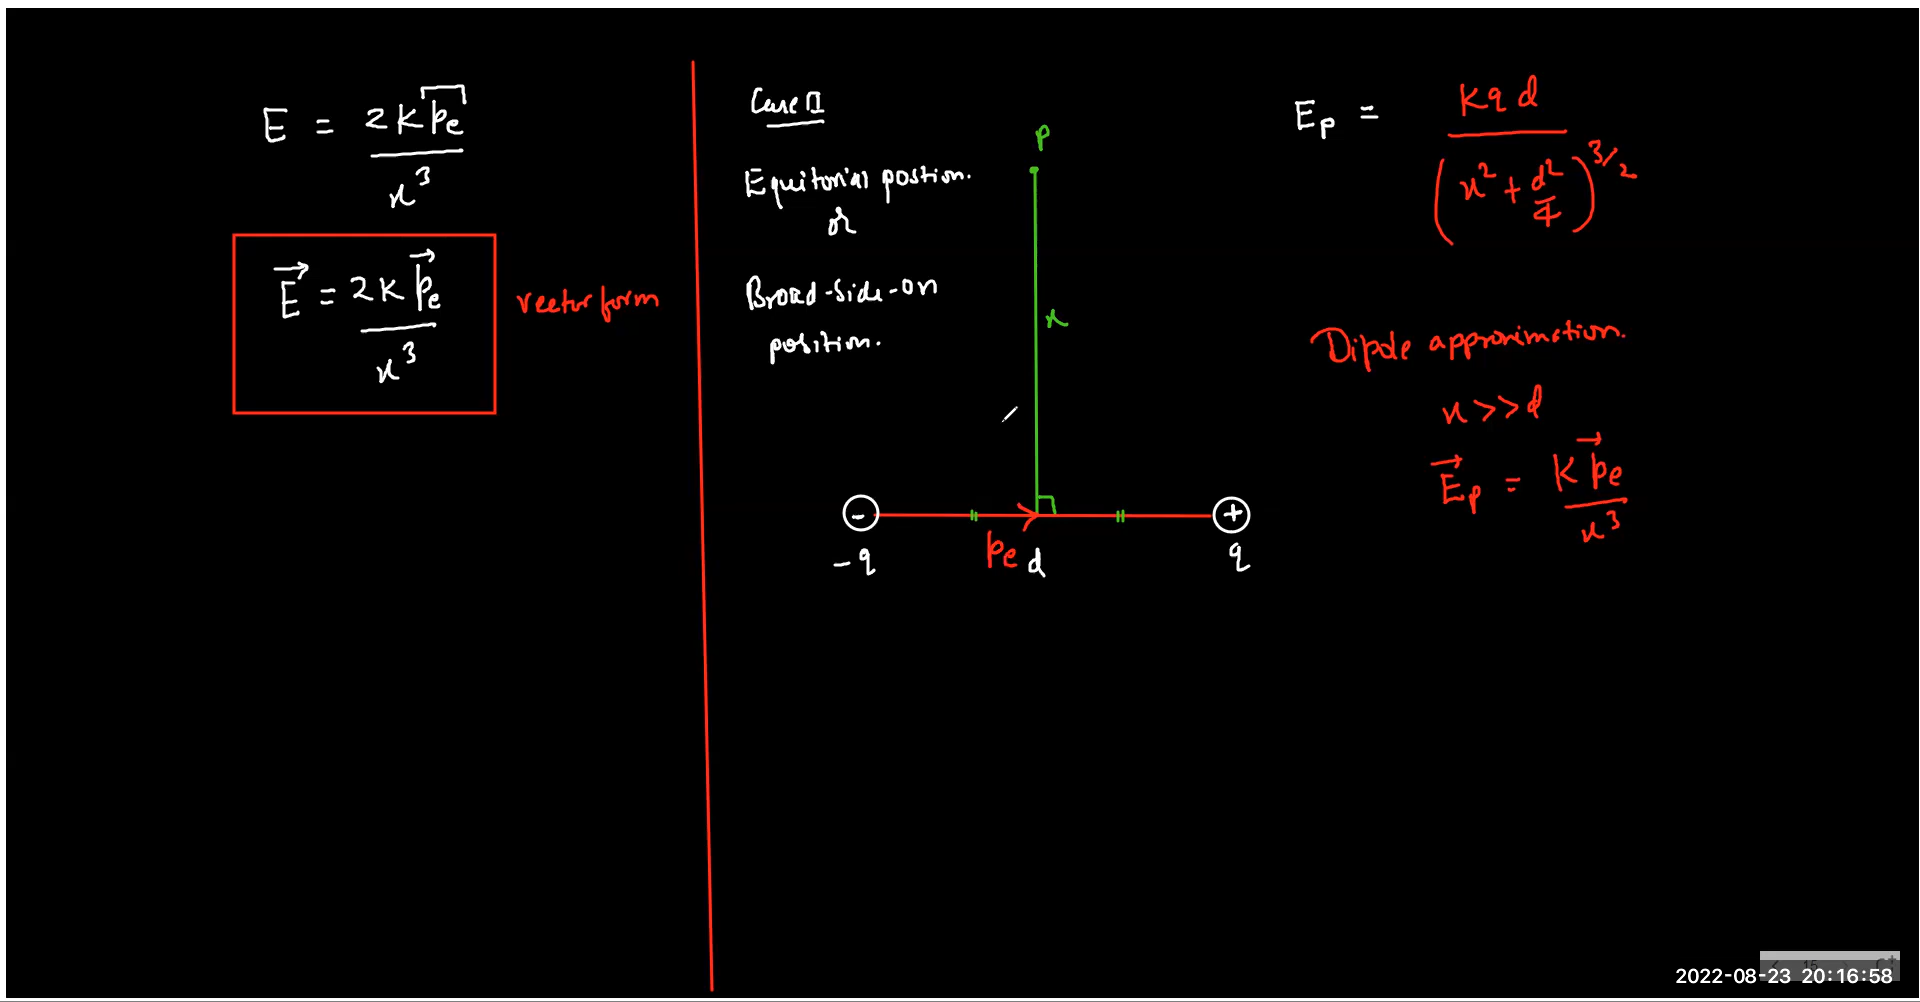 E = 2Kpe / x³
E⃗ = 2Kp⃗e / x³
vector form
Case II
Equitorial postion.
or
Broad-side-on
position.
P
x
-
+
-q
pe d
q
Ep = Kqd / (x² + d²/4)^3/2
Dipole approximation.
x >> d
E⃗p = Kp⃗e / x³
2022-08-23 20:16:58